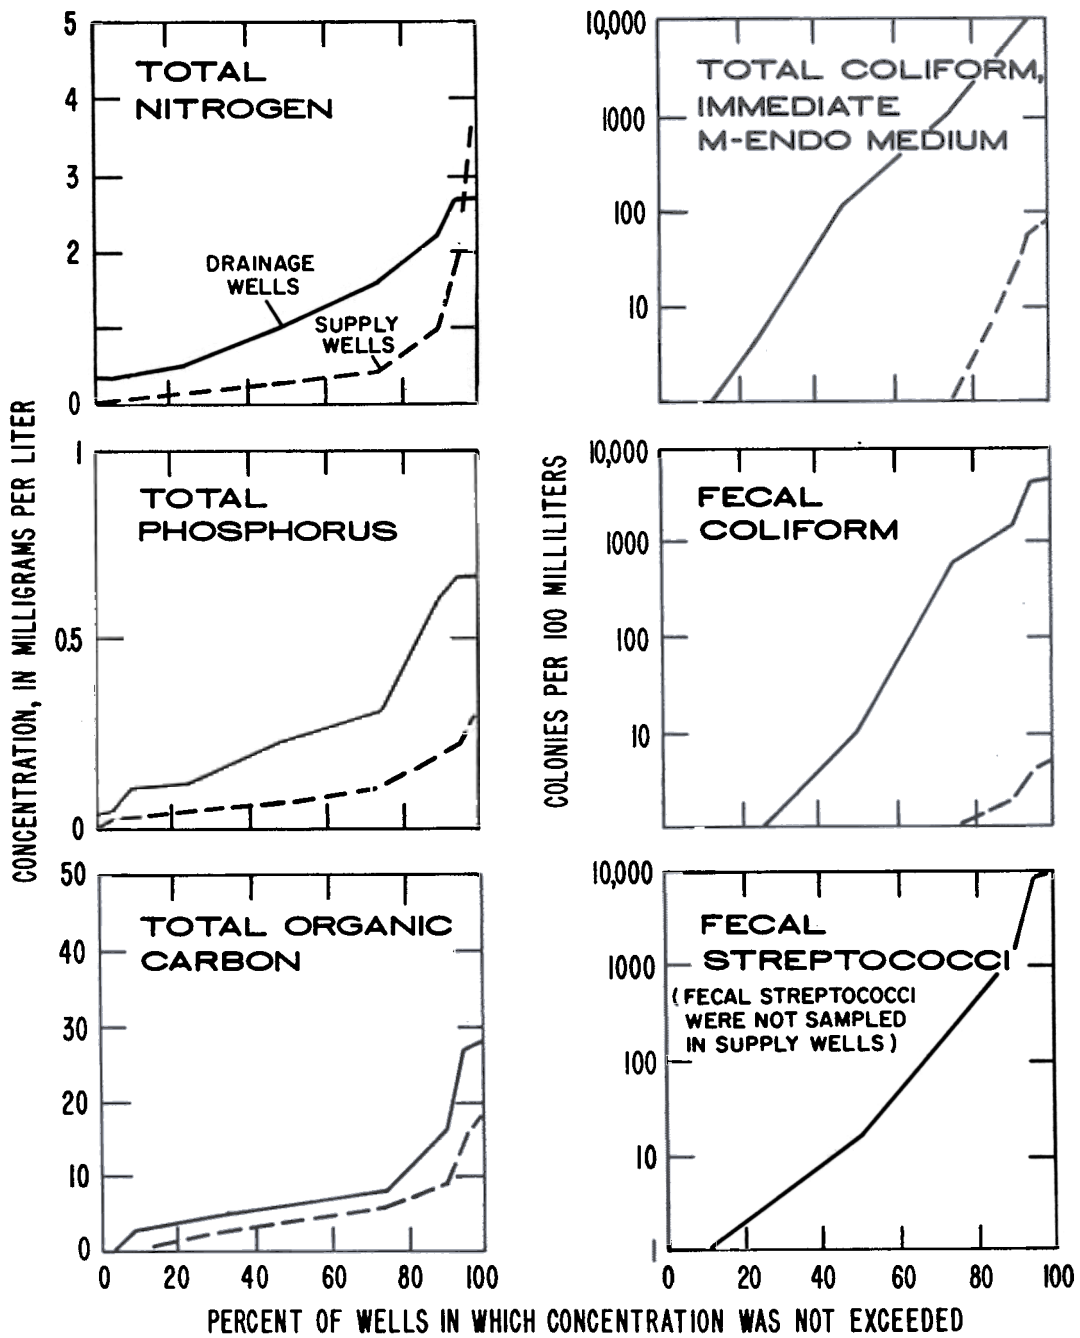 5
4
3
2
0
TOTAL
NITROGEN
DRAINAGE
WELLS
SUPPLY
WELLS
10,000
1000
100
10
TOTAL COLIFORM,
IMMEDIATE
M-ENDO MEDIUM
CONCENTRATION, IN MILLIGRAMS PER LITER
1
0.5
0
TOTAL
PHOSPHORUS
COLONIES PER 100 MILLILITERS
10,000
1000
100
10
FECAL
COLIFORM
50
40
30
20
10
0
TOTAL ORGANIC
CARBON
0 20 40 60 80 100
10,000
1000
100
10
1
FECAL
STREPTOCOCCI
(FECAL STREPTOCOCCI
WERE NOT SAMPLED
IN SUPPLY WELLS)
0 20 40 60 80 100
PERCENT OF WELLS IN WHICH CONCENTRATION WAS NOT EXCEEDED